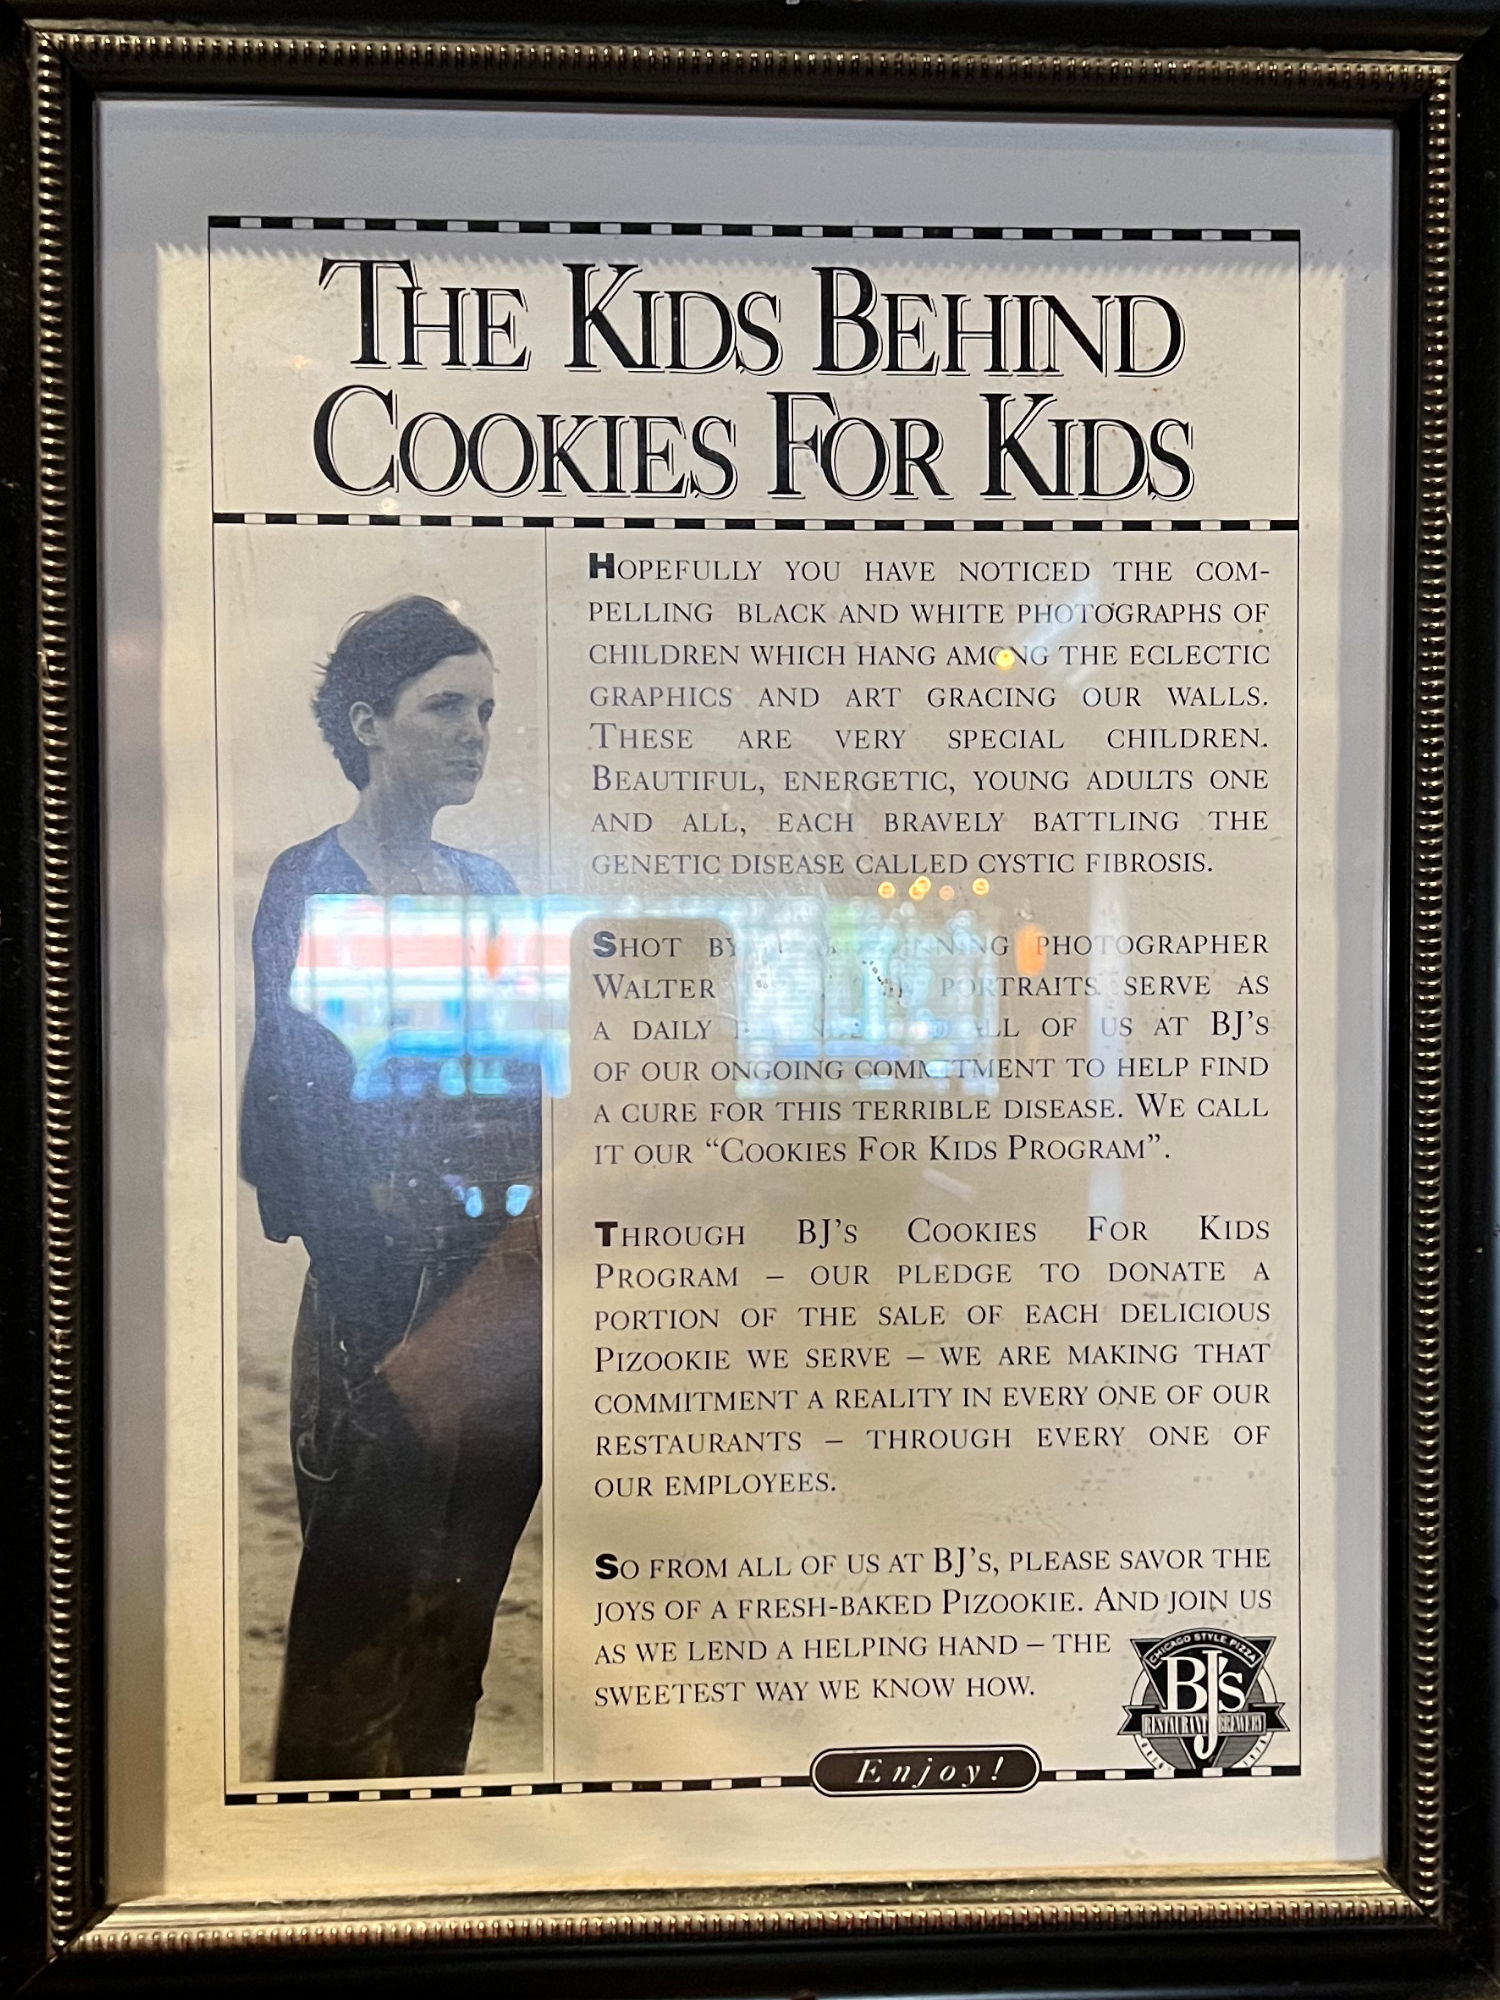 The Kids Behind
Cookies For Kids
Hopefully you have noticed the com-
pelling black and white photographs of
children which hang among the eclectic
graphics and art gracing our walls.
These are very special children.
Beautiful, energetic, young adults one
and all, each bravely battling the
genetic disease called cystic fibrosis.
Shot by photographer
Walter portraits serve as
a daily all of us at BJ's
of our ongoing commitment to help find
a cure for this terrible disease. We call
it our “Cookies For Kids Program”.
Through BJ's Cookies For Kids
Program – our pledge to donate a
portion of the sale of each delicious
Pizookie we serve – we are making that
commitment a reality in every one of our
restaurants – through every one of
our employees.
So from all of us at BJ's, please savor the
joys of a fresh-baked Pizookie. And join us
as we lend a helping hand – the
sweetest way we know how.
CHICAGO STYLE PIZZA
BJ's
RESTAURANT BREWERY
Enjoy!